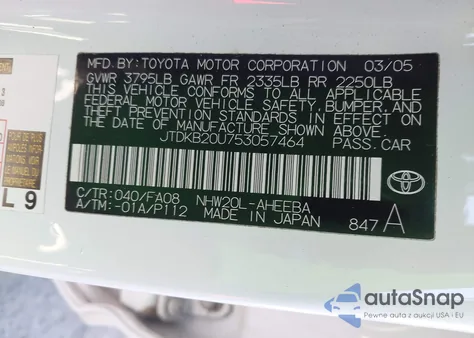 MFD.BY:TOYOTA MOTOR CORPORATION 03/05
GVWR 3795LB GAWR FR 2335LB RR 2250LB
THIS VEHICLE CONFORMS TO ALL APPLICABLE
FEDERAL MOTOR VEHICLE SAFETY, BUMPER, AND
THEFT PREVENTION STANDARDS IN EFFECT ON THE
DATE OF MANUFACTURE SHOWN ABOVE.
JTDKB20U753057464 PASS.CAR
C/TR:040/FA08 NHW20L-AHEEBA
A/TM:-01A/P112 MADE IN JAPAN 847 A
L 9
TOYOTA
autoSnap
Pewne auta z aukcji USA i EU